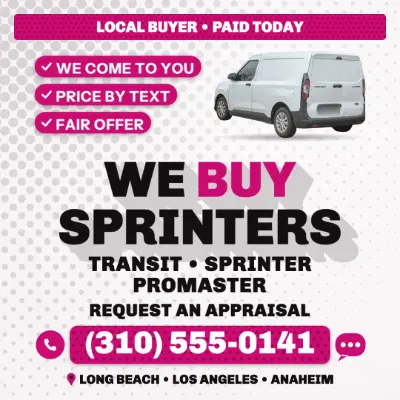 LOCAL BUYER • PAID TODAY
WE COME TO YOU
PRICE BY TEXT
FAIR OFFER
WE BUY
SPRINTERS
TRANSIT • SPRINTER
PROMASTER
REQUEST AN APPRAISAL
(310) 555-0141
LONG BEACH • LOS ANGELES • ANAHEIM